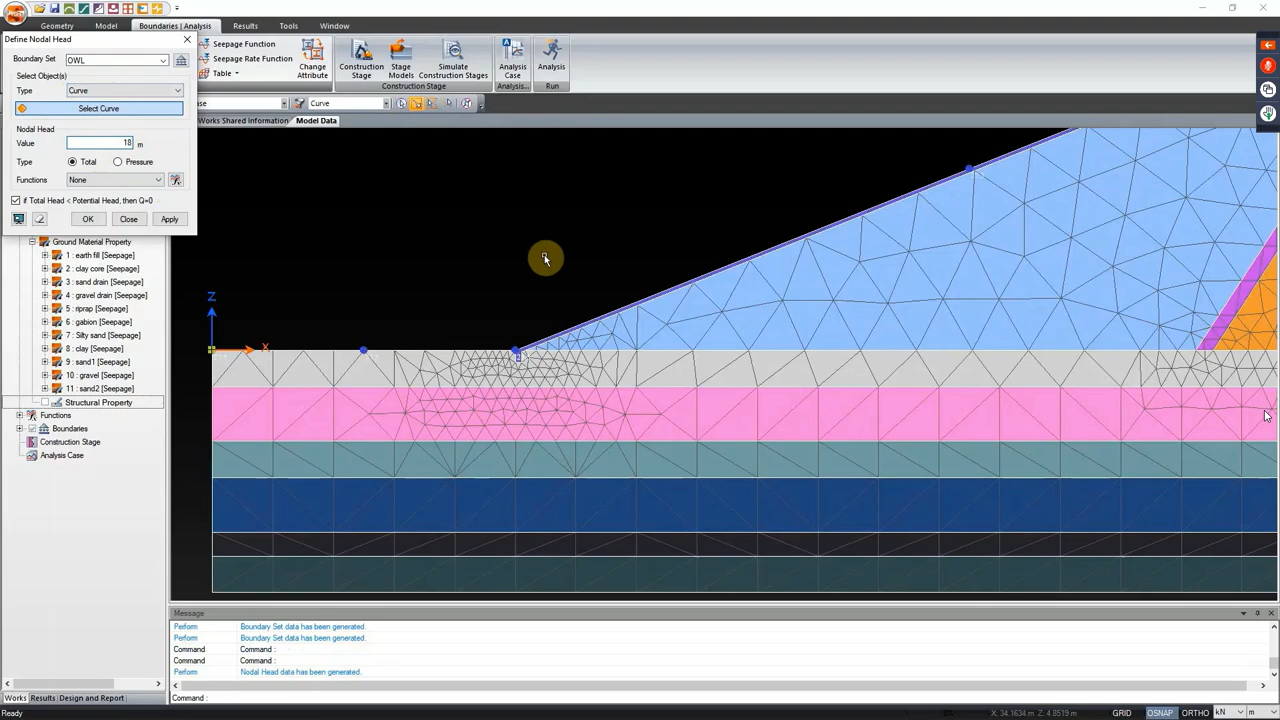 Geometry Model Boundaries | Analysis Results Tools Window
Define Nodal Head
Boundary Set OWL
Select Object(s)
Type Curve
Select Curve
Nodal Head
Value 18 m
Type Total Pressure
Functions None
if Total Head < Potential Head, then Q=0
OK Close Apply
Seepage Function
Seepage Rate Function
Table
Change Attribute
Construction Stage
Stage Models
Simulate Construction Stages
Construction Stage
Analysis Case
Analysis...
Analysis
Run
Curve
Works Shared Information Model Data
Ground Material Property
1 : earth fill [Seepage]
2 : clay core [Seepage]
3 : sand drain [Seepage]
4 : gravel drain [Seepage]
5 : riprap [Seepage]
6 : gabion [Seepage]
7 : Silty sand [Seepage]
8 : clay [Seepage]
9 : sand1 [Seepage]
10 : gravel [Seepage]
11 : sand2 [Seepage]
Structural Property
Functions
Boundaries
Construction Stage
Analysis Case
Z
X
Message
Perform Boundary Set data has been generated.
Perform Boundary Set data has been generated.
Command Command :
Command Command :
Perform Nodal Head data has been generated.
Works Results Design and Report
Command :
Ready
X: 34.1634 m Z: 4.8519 m GRID OSNAP ORTHO kN m